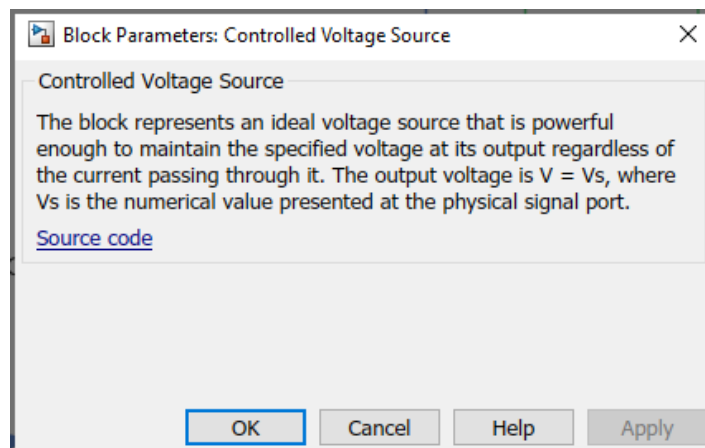 Block Parameters: Controlled Voltage Source
Controlled Voltage Source
The block represents an ideal voltage source that is powerful
enough to maintain the specified voltage at its output regardless of
the current passing through it. The output voltage is V = Vs, where
Vs is the numerical value presented at the physical signal port.
Source code
OK Cancel Help Apply